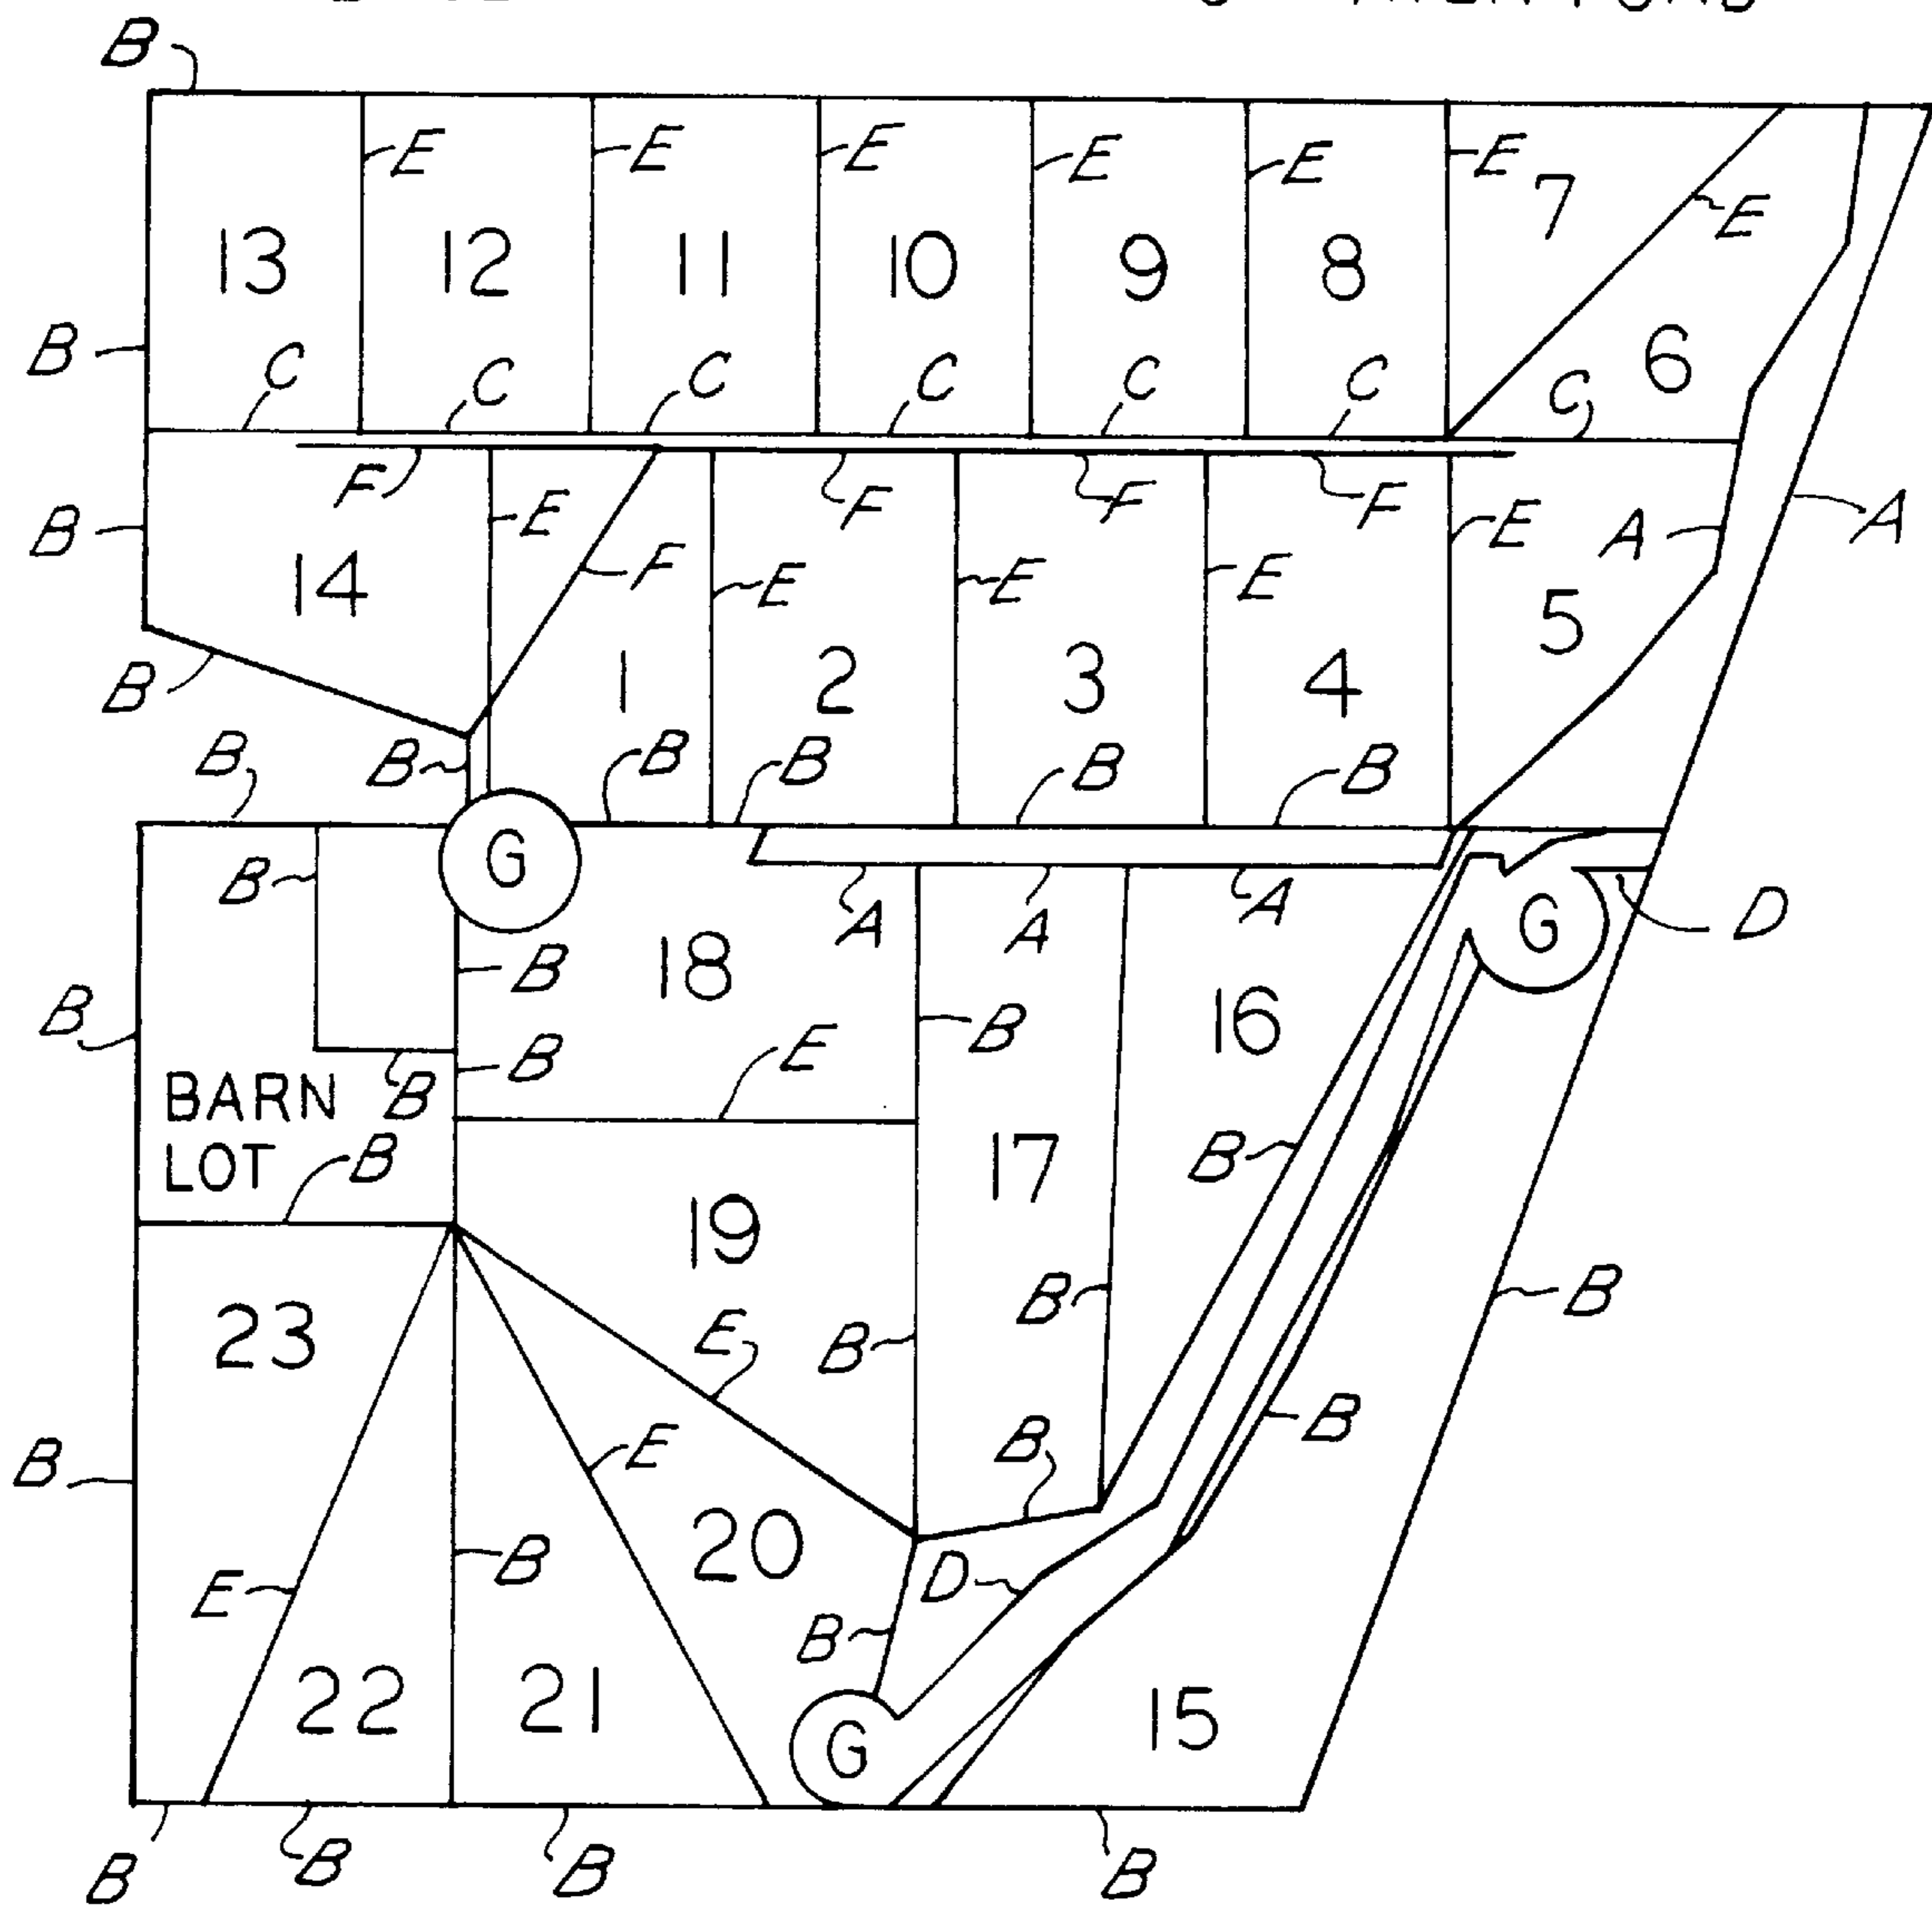 B
E E E E E E
7 E
13 12 11 10 9 8
6
B
C C C C C C C
F E F F F E A A
B
14 F E E E
5
B 1 2 3 4
B B B B B B
B G G D
A A A
B 18 B
16
B B
B E
BARN B
LOT B
17 B
19
B B
23 E B
B E B B
20
D
E B B
22 21 G 15
B B B B